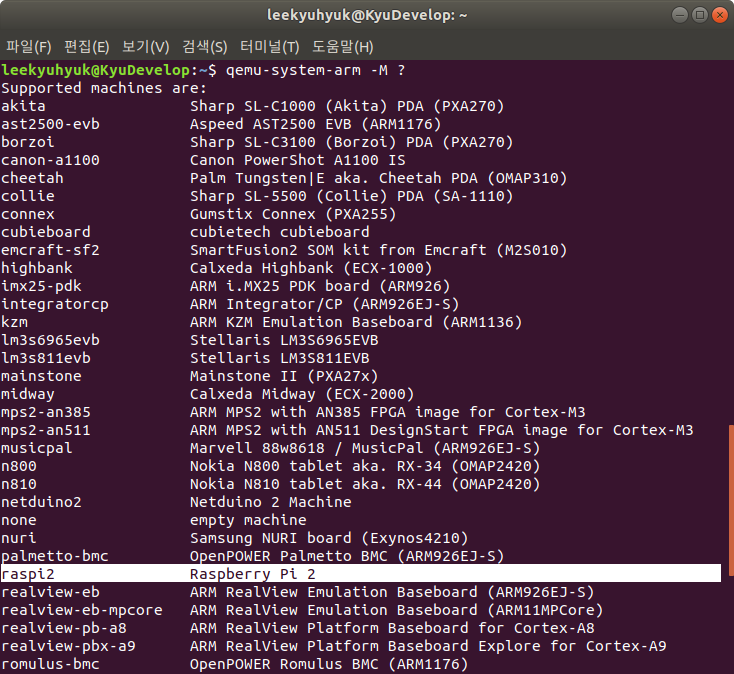 leekyuhyuk@KyuDevelop: ~
파일(F) 편집(E) 보기(V) 검색(S) 터미널(T) 도움말(H)
leekyuhyuk@KyuDevelop:~$ qemu-system-arm -M ?
Supported machines are:
akita                Sharp SL-C1000 (Akita) PDA (PXA270)
ast2500-evb          Aspeed AST2500 EVB (ARM1176)
borzoi               Sharp SL-C3100 (Borzoi) PDA (PXA270)
canon-a1100          Canon PowerShot A1100 IS
cheetah              Palm Tungsten|E aka. Cheetah PDA (OMAP310)
collie               Sharp SL-5500 (Collie) PDA (SA-1110)
connex               Gumstix Connex (PXA255)
cubieboard           cubietech cubieboard
emcraft-sf2          SmartFusion2 SOM kit from Emcraft (M2S010)
highbank             Calxeda Highbank (ECX-1000)
imx25-pdk            ARM i.MX25 PDK board (ARM926)
integratorcp         ARM Integrator/CP (ARM926EJ-S)
kzm                  ARM KZM Emulation Baseboard (ARM1136)
lm3s6965evb          Stellaris LM3S6965EVB
lm3s811evb           Stellaris LM3S811EVB
mainstone            Mainstone II (PXA27x)
midway               Calxeda Midway (ECX-2000)
mps2-an385           ARM MPS2 with AN385 FPGA image for Cortex-M3
mps2-an511           ARM MPS2 with AN511 DesignStart FPGA image for Cortex-M3
musicpal             Marvell 88w8618 / MusicPal (ARM926EJ-S)
n800                 Nokia N800 tablet aka. RX-34 (OMAP2420)
n810                 Nokia N810 tablet aka. RX-44 (OMAP2420)
netduino2            Netduino 2 Machine
none                 empty machine
nuri                 Samsung NURI board (Exynos4210)
palmetto-bmc         OpenPOWER Palmetto BMC (ARM926EJ-S)
raspi2               Raspberry Pi 2
realview-eb          ARM RealView Emulation Baseboard (ARM926EJ-S)
realview-eb-mpcore   ARM RealView Emulation Baseboard (ARM11MPCore)
realview-pb-a8       ARM RealView Platform Baseboard for Cortex-A8
realview-pbx-a9      ARM RealView Platform Baseboard Explore for Cortex-A9
romulus-bmc          OpenPOWER Romulus BMC (ARM1176)